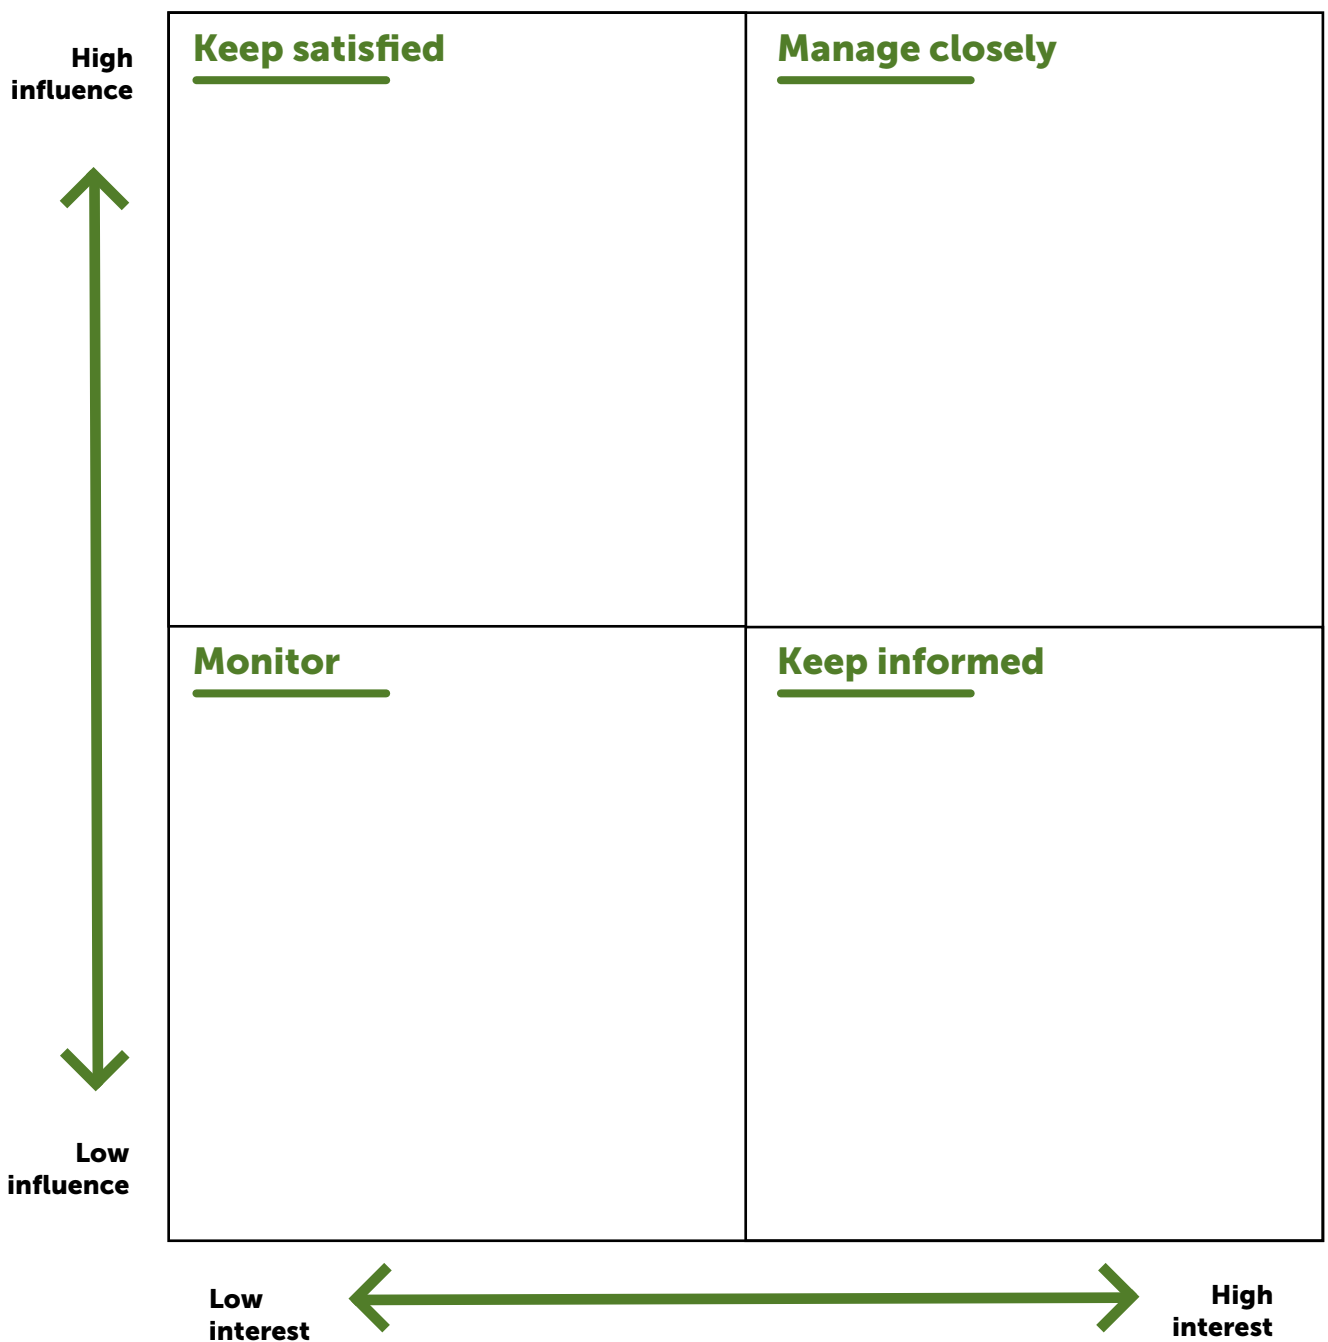 High
influence
Keep satisfied
Manage closely
Monitor
Keep informed
Low
influence
Low
interest
High
interest